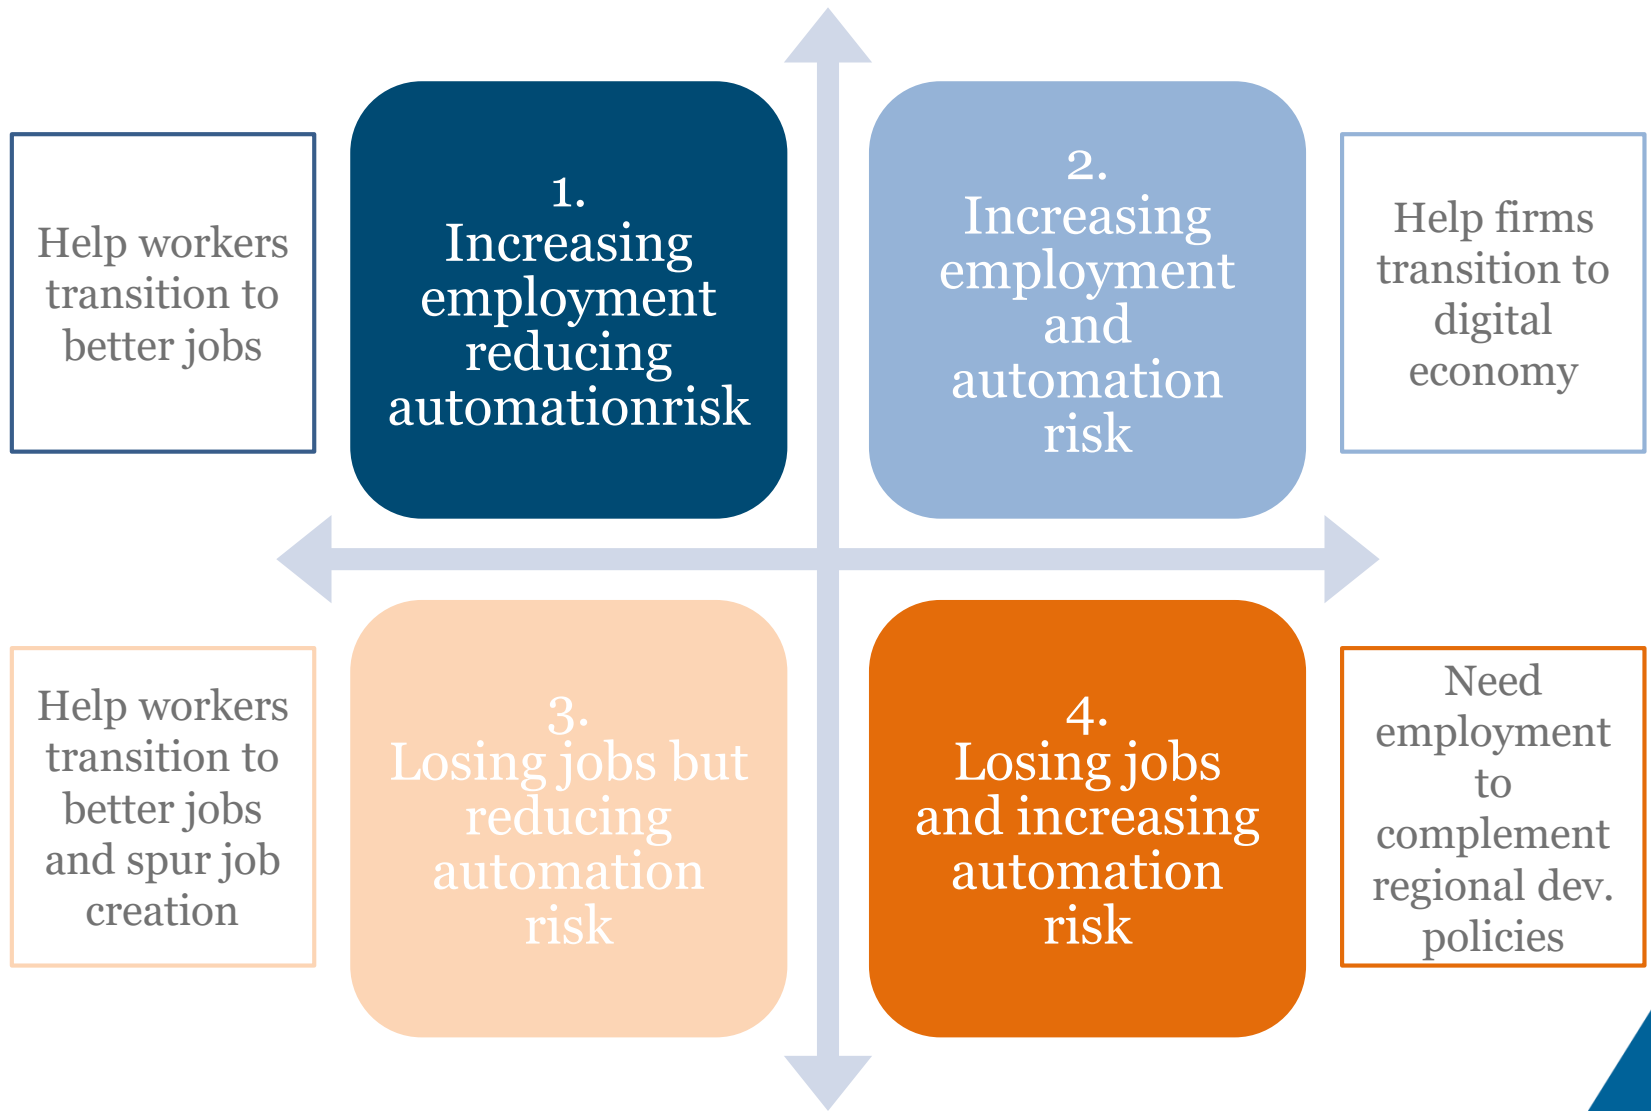 Help workers
transition to
better jobs
1.
Increasing
employment
reducing
automationrisk
2.
Increasing
employment
and
automation
risk
Help firms
transition to
digital
economy
Help workers
transition to
better jobs
and spur job
creation
3.
Losing jobs but
reducing
automation
risk
4.
Losing jobs
and increasing
automation
risk
Need
employment
to
complement
regional dev.
policies